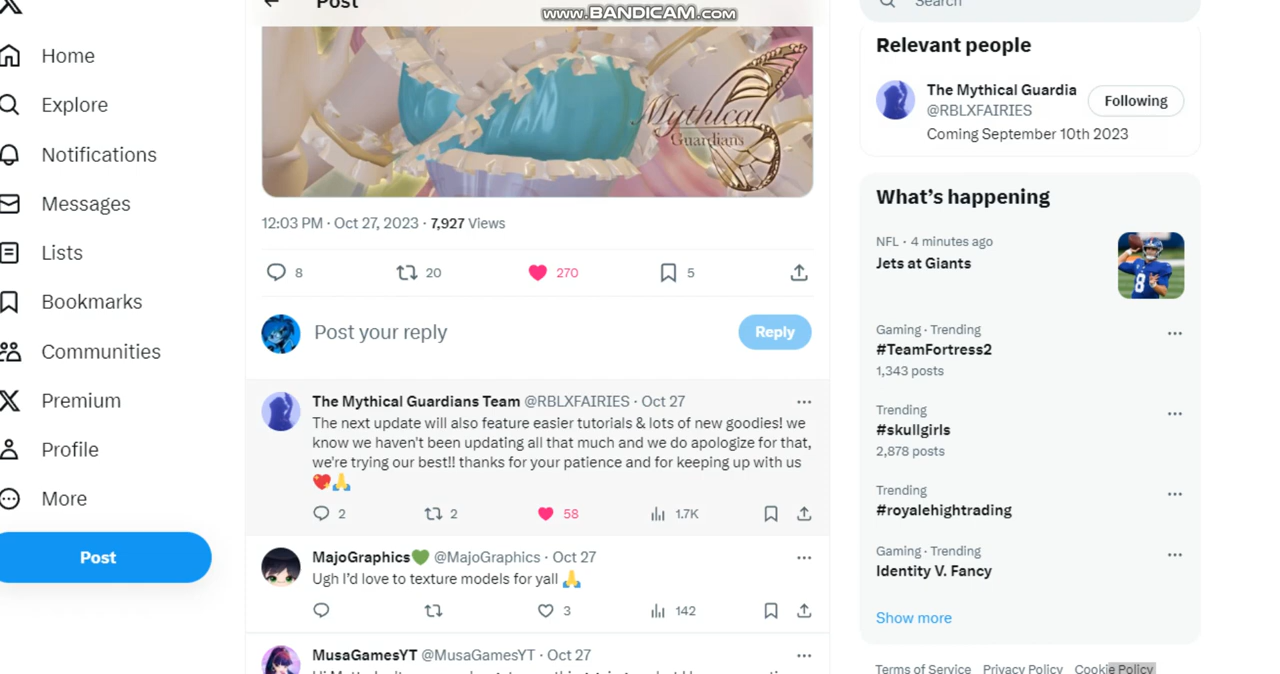 Post
www.BANDICAM.com
Search
Home
Explore
Notifications
Messages
Lists
Bookmarks
Communities
Premium
Profile
More
Post
Mythical
Guardians
12:03 PM · Oct 27, 2023 · 7,927 Views
8 20 270 5
Post your reply
Reply
The Mythical Guardians Team @RBLXFAIRIES · Oct 27
The next update will also feature easier tutorials & lots of new goodies! we
know we haven't been updating all that much and we do apologize for that,
we're trying our best!! thanks for your patience and for keeping up with us
💖🙏
2 2 58 1.7K
MajoGraphics💚 @MajoGraphics · Oct 27
Ugh I'd love to texture models for yall 🙏
3 142
MusaGamesYT @MusaGamesYT · Oct 27
Relevant people
The Mythical Guardia
Following
@RBLXFAIRIES
Coming September 10th 2023
What's happening
NFL · 4 minutes ago
Jets at Giants
8
Gaming · Trending
#TeamFortress2
1,343 posts
Trending
#skullgirls
2,878 posts
Trending
#royalehightrading
Gaming · Trending
Identity V. Fancy
Show more
Terms of Service Privacy Policy Cookie Policy